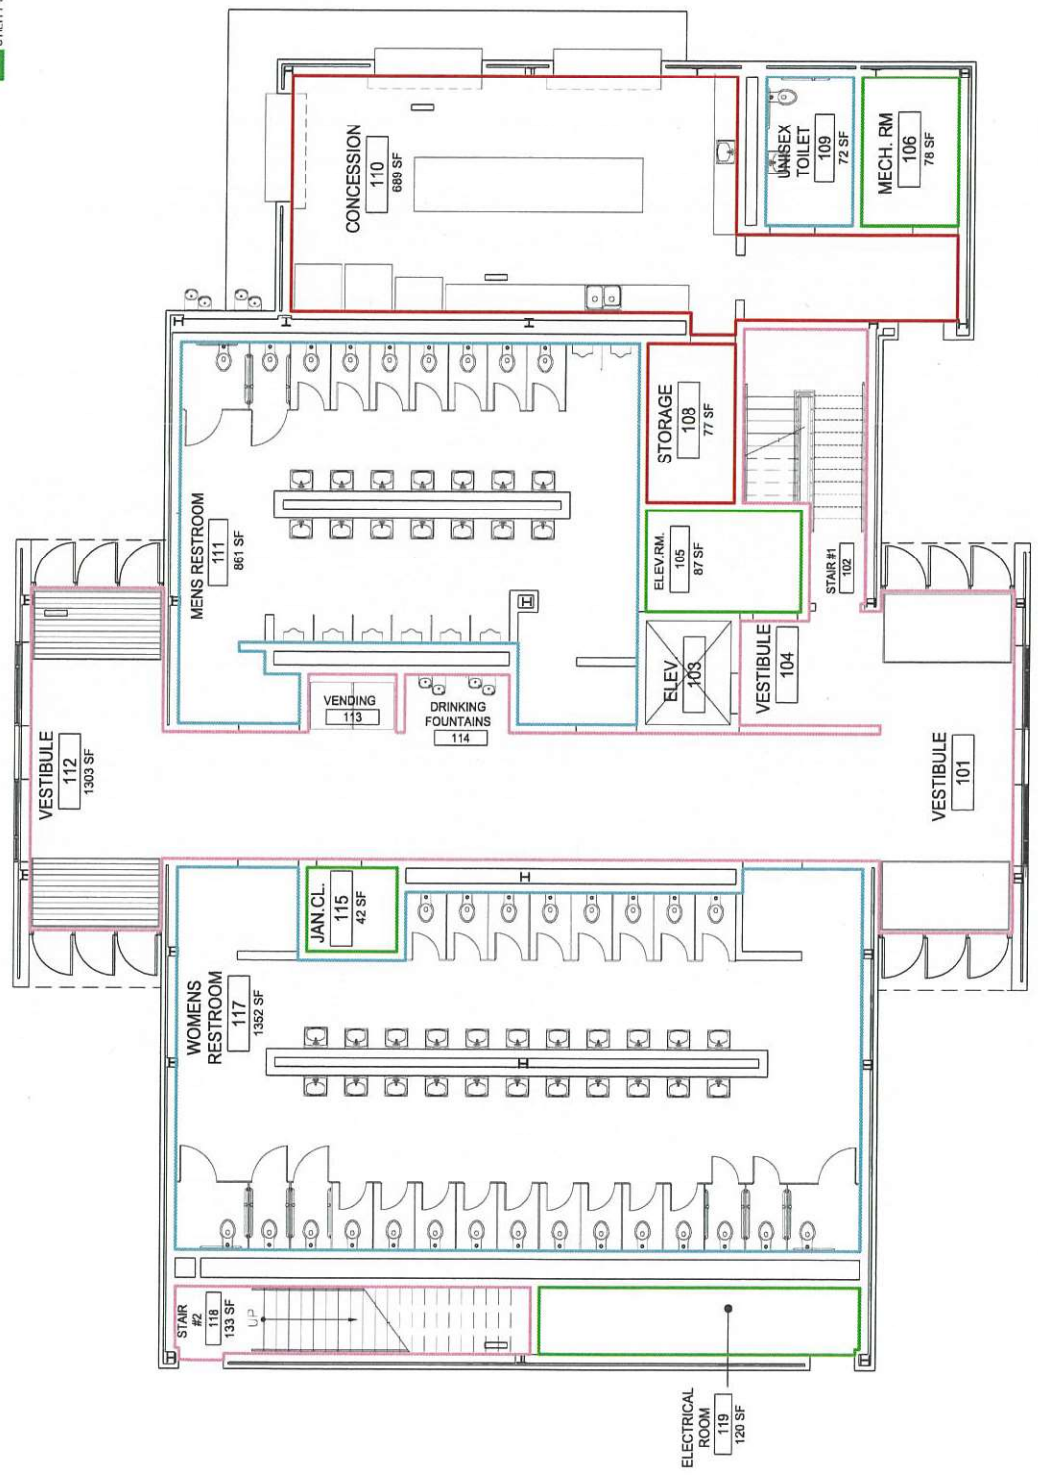 CONCESSION
110
689 SF
UNISEX
TOILET
109
72 SF
MECH. RM
106
78 SF
STORAGE
108
77 SF
MENS RESTROOM
111
861 SF
ELEV.RM.
105
87 SF
STAIR #1
102
ELEV
103
VESTIBULE
104
VENDING
113
DRINKING
FOUNTAINS
114
VESTIBULE
112
1303 SF
VESTIBULE
101
JAN.CL.
115
42 SF
WOMENS
RESTROOM
117
1352 SF
STAIR
#2
118
133 SF
UP
ELECTRICAL
ROOM
119
120 SF